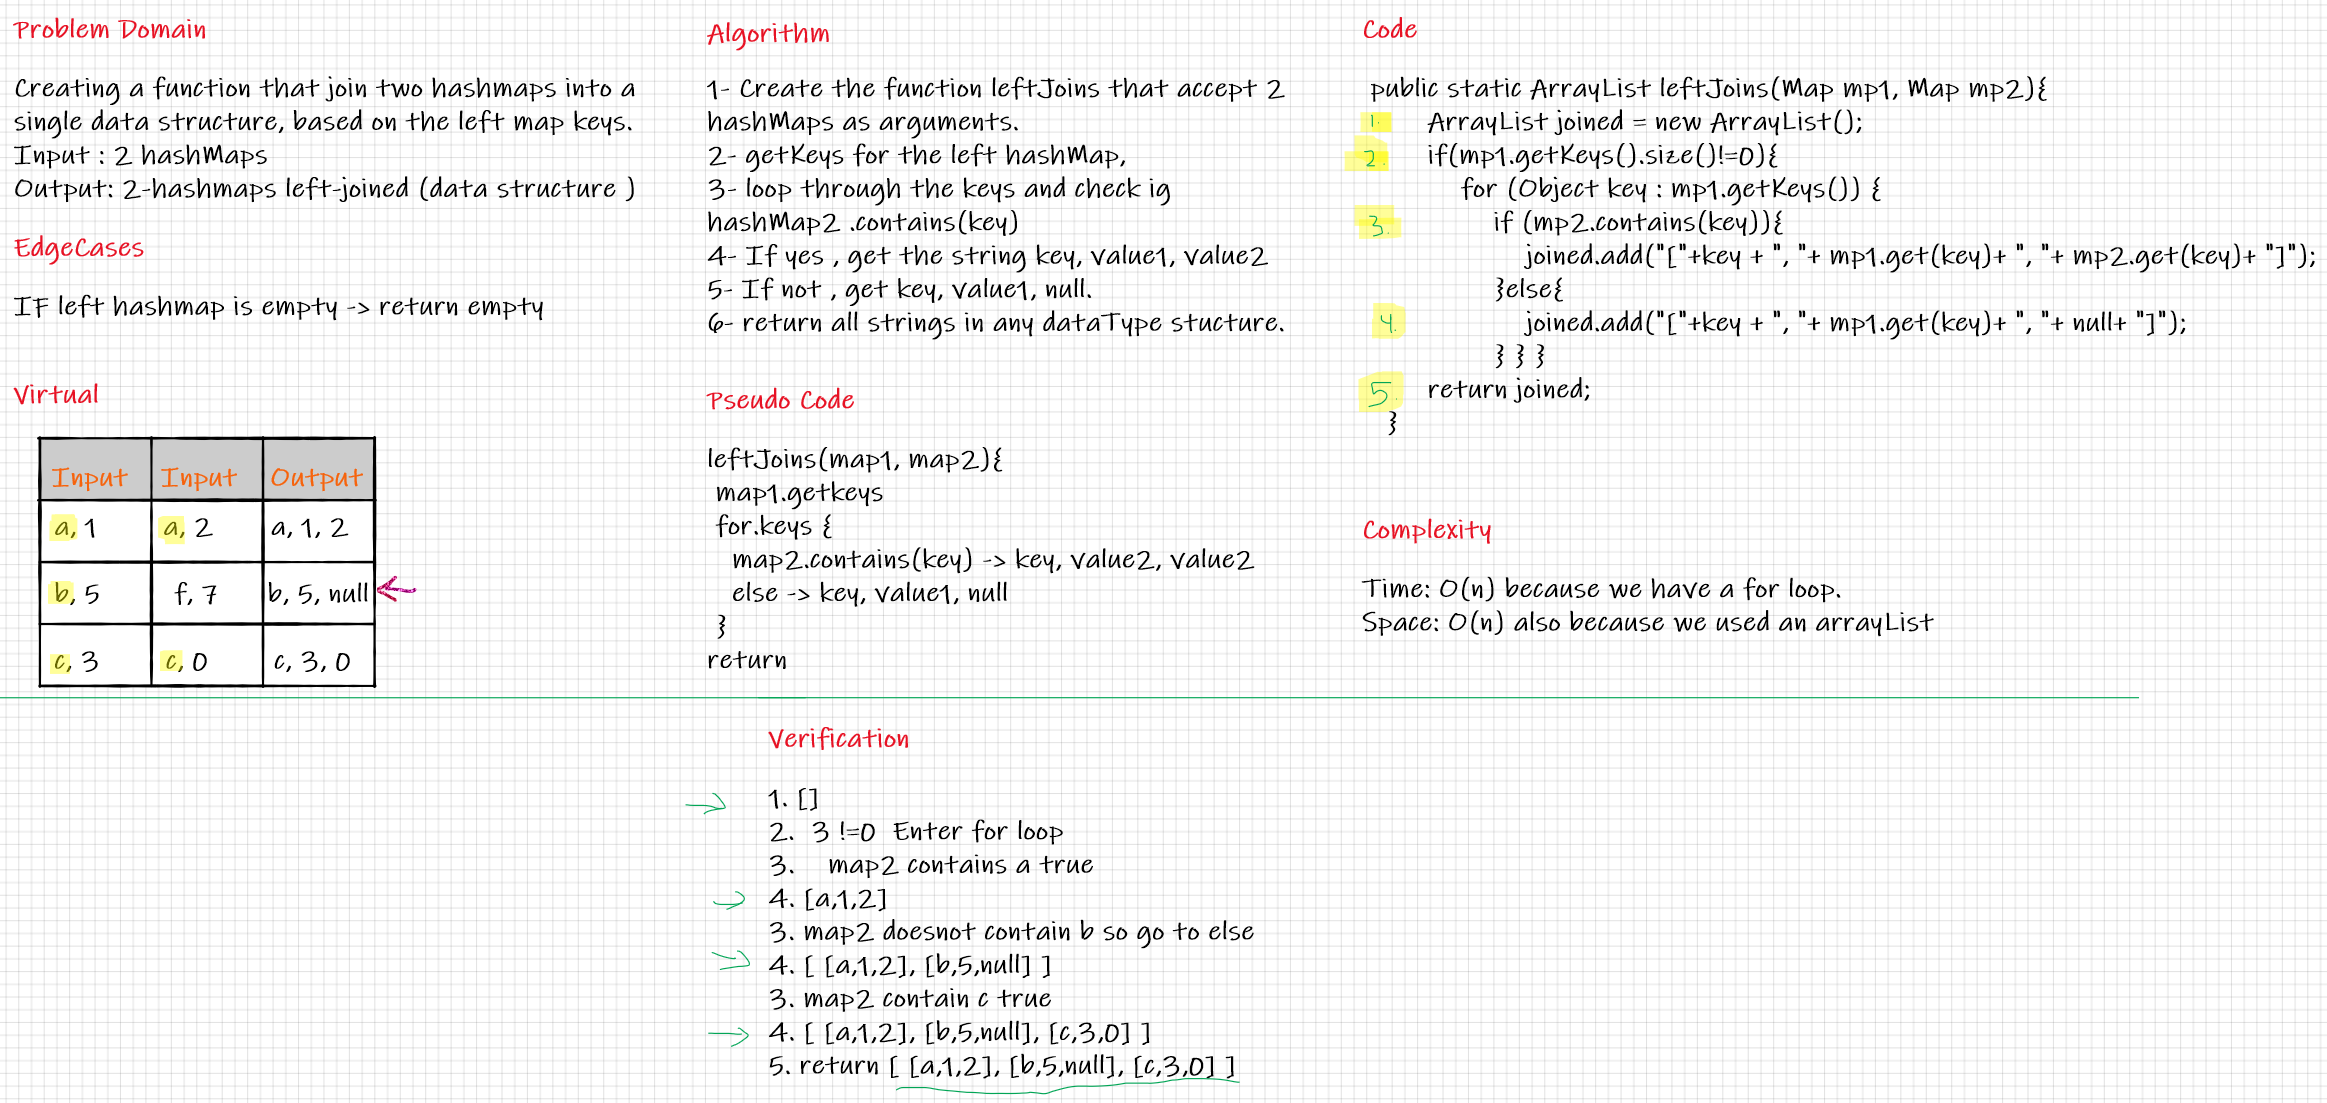 Problem Domain
Creating a function that join two hashmaps into a
single data structure, based on the left map keys.
Input : 2 hashMaps
Output: 2-hashmaps left-joined (data structure )
EdgeCases
IF left hashmap is empty -> return empty
Virtual
Input Input Output
a, 1 a, 2 a, 1, 2
b, 5 f, 7 b, 5, null
c, 3 c, 0 c, 3, 0
Algorithm
1- Create the function leftJoins that accept 2
hashMaps as arguments.
2- getKeys for the left hashMap,
3- loop through the keys and check ig
hashMap2 .contains(key)
4- If yes , get the string key, value1, value2
5- If not , get key, value1, null.
6- return all strings in any dataType stucture.
Pseudo Code
leftJoins(map1, map2){
map1.getkeys
for.keys {
map2.contains(key) -> key, value2, value2
else -> key, value1, null
}
return
Code
public static ArrayList leftJoins(Map mp1, Map mp2){
1. ArrayList joined = new ArrayList();
2. if(mp1.getKeys().size()!=0){
for (Object key : mp1.getKeys()) {
3. if (mp2.contains(key)){
joined.add("["+key + ", "+ mp1.get(key)+ ", "+ mp2.get(key)+ "]");
}else{
4. joined.add("["+key + ", "+ mp1.get(key)+ ", "+ null+ "]");
} } }
5. return joined;
}
Complexity
Time: O(n) because we have a for loop.
Space: O(n) also because we used an arrayList
Verification
1. []
2. 3 !=0 Enter for loop
3. map2 contains a true
4. [a,1,2]
3. map2 doesnot contain b so go to else
4. [ [a,1,2], [b,5,null] ]
3. map2 contain c true
4. [ [a,1,2], [b,5,null], [c,3,0] ]
5. return [ [a,1,2], [b,5,null], [c,3,0] ]